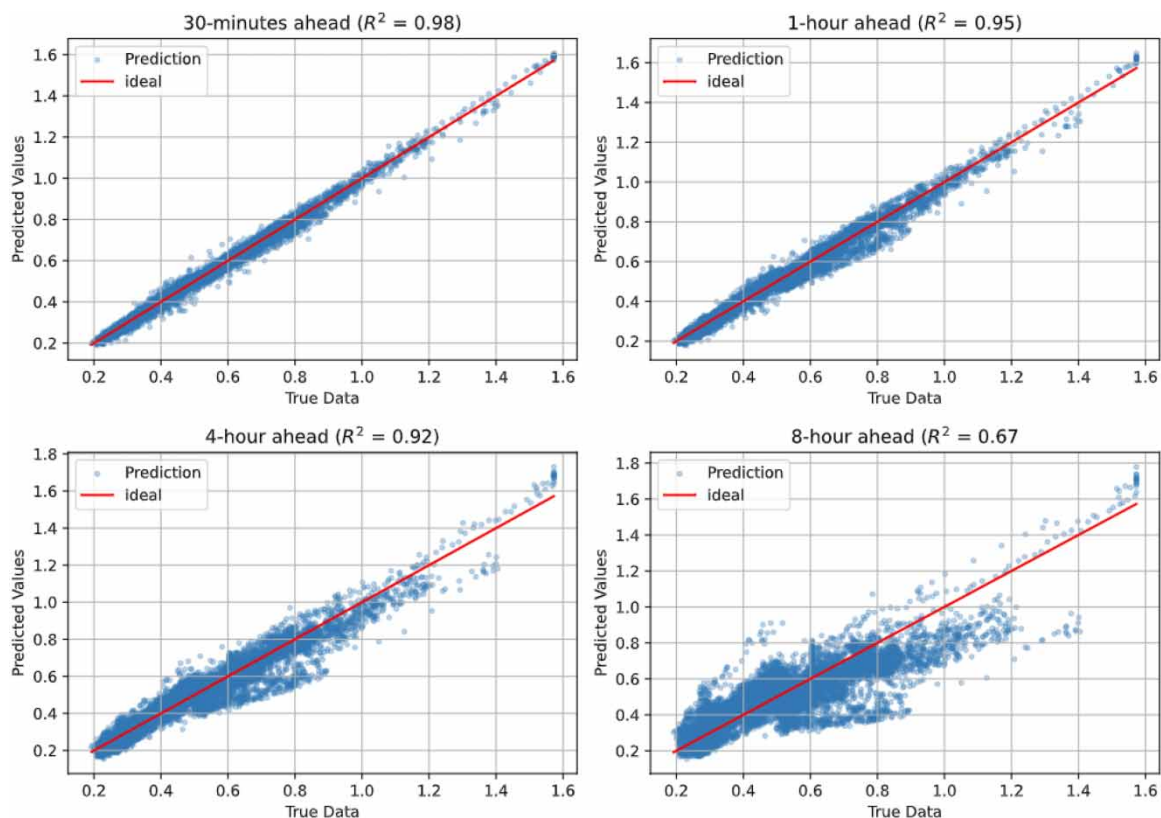 30-minutes ahead (R² = 0.98)
Prediction
ideal
Predicted Values
1.6
1.4
1.2
1.0
0.8
0.6
0.4
0.2
0.2 0.4 0.6 0.8 1.0 1.2 1.4 1.6
True Data
1-hour ahead (R² = 0.95)
Prediction
ideal
Predicted Values
1.6
1.4
1.2
1.0
0.8
0.6
0.4
0.2
0.2 0.4 0.6 0.8 1.0 1.2 1.4 1.6
True Data
4-hour ahead (R² = 0.92)
Prediction
ideal
Predicted Values
1.8
1.6
1.4
1.2
1.0
0.8
0.6
0.4
0.2
0.2 0.4 0.6 0.8 1.0 1.2 1.4 1.6
True Data
8-hour ahead (R² = 0.67
Prediction
ideal
Predicted Values
1.8
1.6
1.4
1.2
1.0
0.8
0.6
0.4
0.2
0.2 0.4 0.6 0.8 1.0 1.2 1.4 1.6
True Data